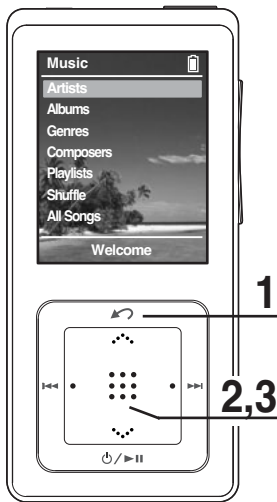 Music
Artists
Albums
Genres
Composers
Playlists
Shuffle
All Songs
Welcome
1
2,3